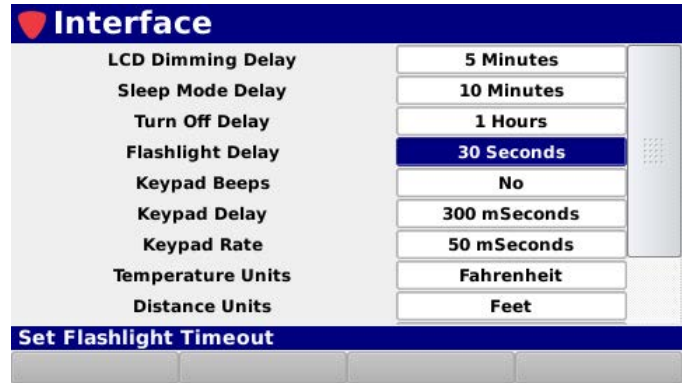 Interface
LCD Dimming Delay 5 Minutes
Sleep Mode Delay 10 Minutes
Turn Off Delay 1 Hours
Flashlight Delay 30 Seconds
Keypad Beeps No
Keypad Delay 300 mSeconds
Keypad Rate 50 mSeconds
Temperature Units Fahrenheit
Distance Units Feet
Set Flashlight Timeout